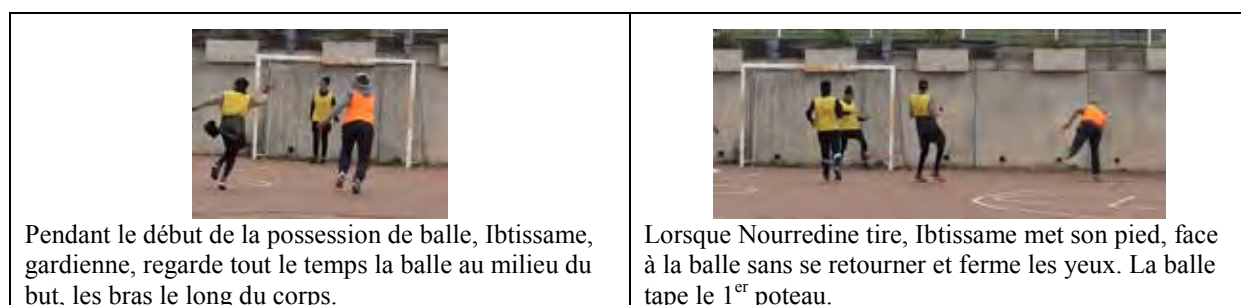 Pendant le début de la possession de balle, Ibtissame,
gardienne, regarde tout le temps la balle au milieu du
but, les bras le long du corps.
Lorsque Nourredine tire, Ibtissame met son pied, face
à la balle sans se retourner et ferme les yeux. La balle
tape le 1er poteau.